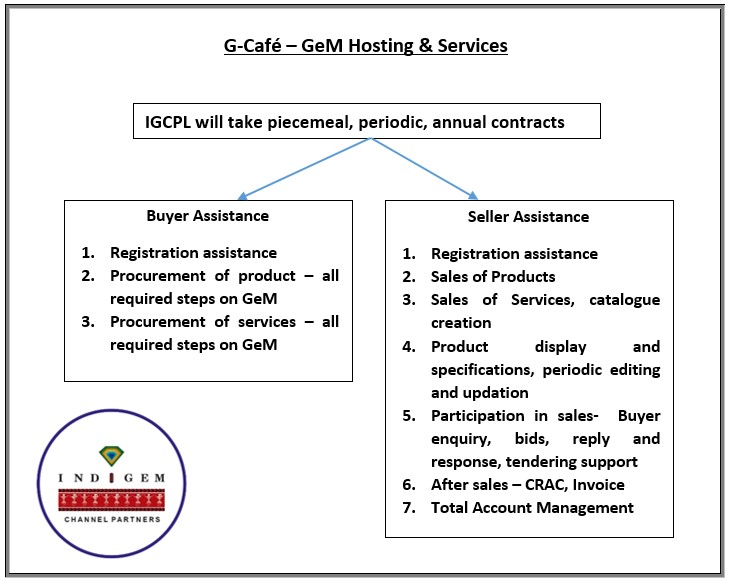 G-Café – GeM Hosting & Services
IGCPL will take piecemeal, periodic, annual contracts
Buyer Assistance
1. Registration assistance
2. Procurement of product – all
required steps on GeM
3. Procurement of services – all
required steps on GeM
Seller Assistance
1. Registration assistance
2. Sales of Products
3. Sales of Services, catalogue
creation
4. Product display and
specifications, periodic editing
and updation
5. Participation in sales- Buyer
enquiry, bids, reply and
response, tendering support
6. After sales – CRAC, Invoice
7. Total Account Management
INDIGEM
CHANNEL PARTNERS